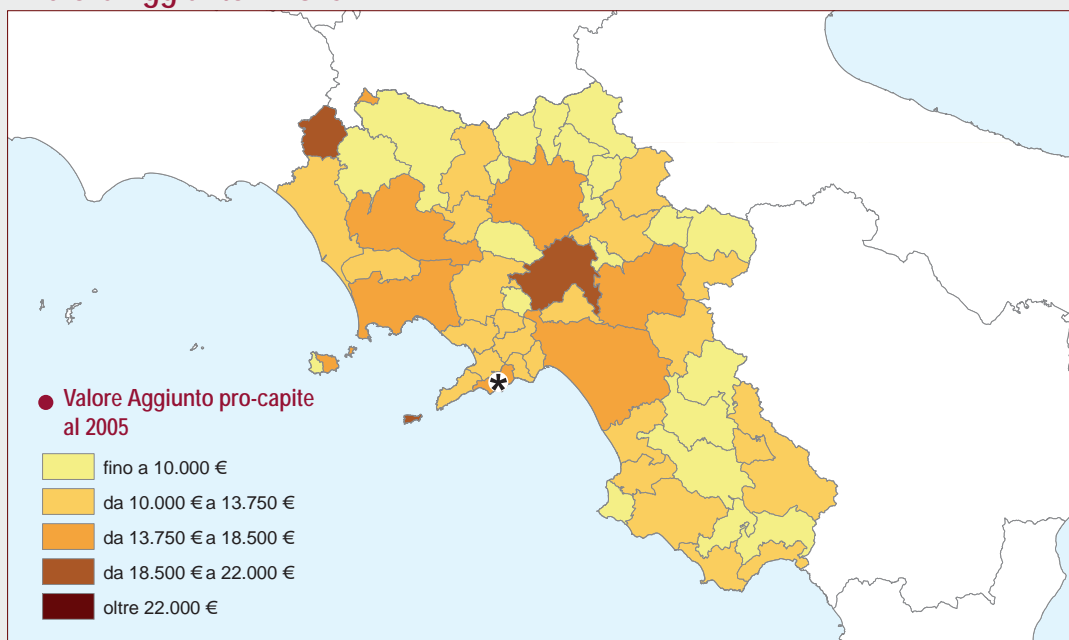 Valore Aggiunto pro-capite
al 2005
fino a 10.000 €
da 10.000 € a 13.750 €
da 13.750 € a 18.500 €
da 18.500 € a 22.000 €
oltre 22.000 €
*